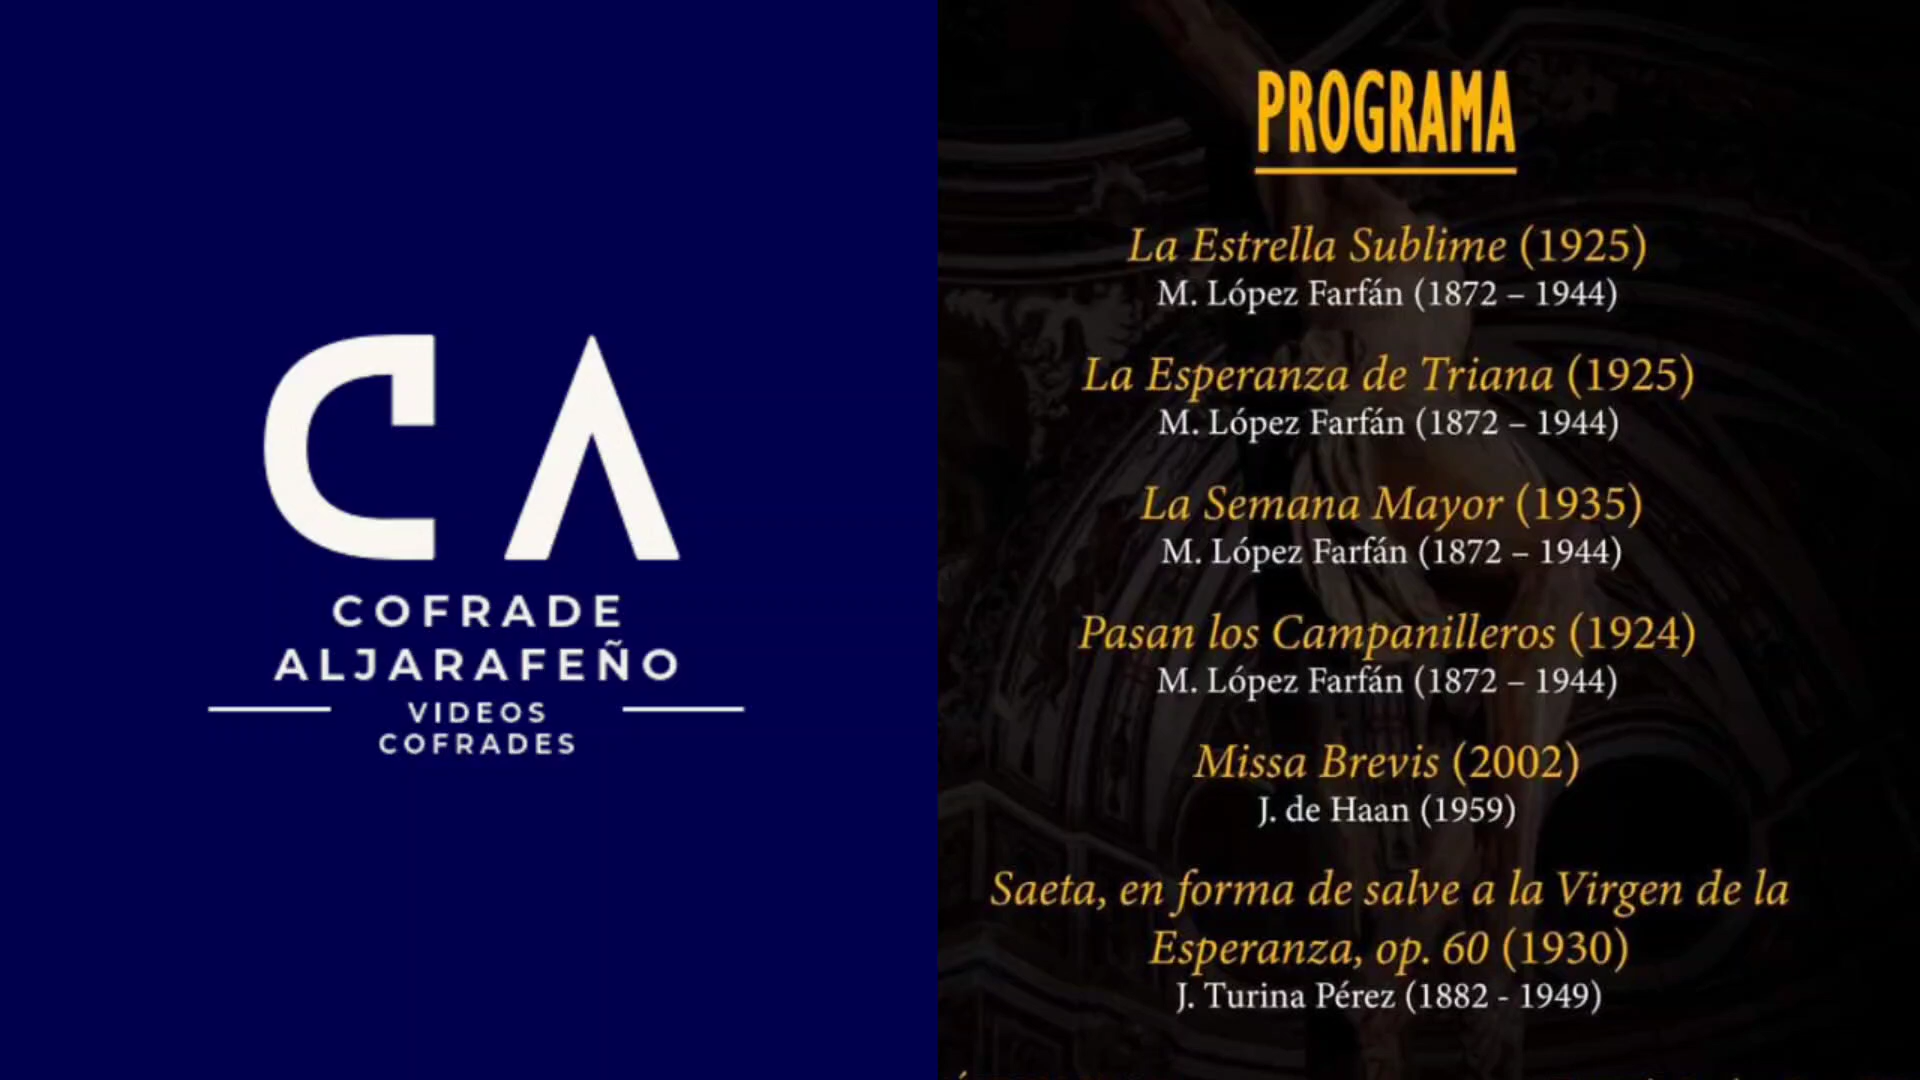 CA
COFRADE
ALJARAFEÑO
VIDEOS
COFRADES
PROGRAMA
La Estrella Sublime (1925)
M. López Farfán (1872 – 1944)
La Esperanza de Triana (1925)
M. López Farfán (1872 – 1944)
La Semana Mayor (1935)
M. López Farfán (1872 – 1944)
Pasan los Campanilleros (1924)
M. López Farfán (1872 – 1944)
Missa Brevis (2002)
J. de Haan (1959)
Saeta, en forma de salve a la Virgen de la
Esperanza, op. 60 (1930)
J. Turina Pérez (1882 - 1949)